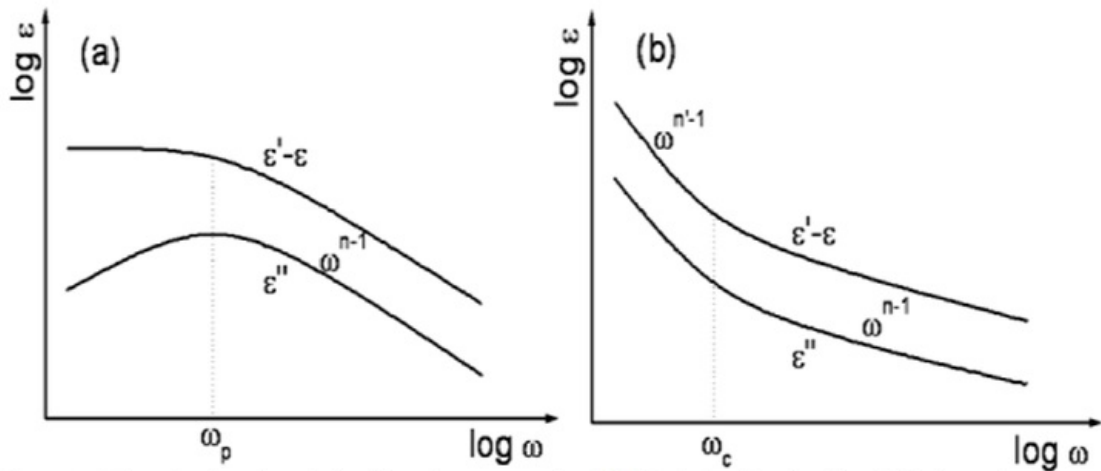 log ε
(a)
ε'-ε
ω^n-1
ε"
ω_p
log ω
log ε
(b)
ω^n'-1
ε'-ε
ω^n-1
ε"
ω_c
log ω